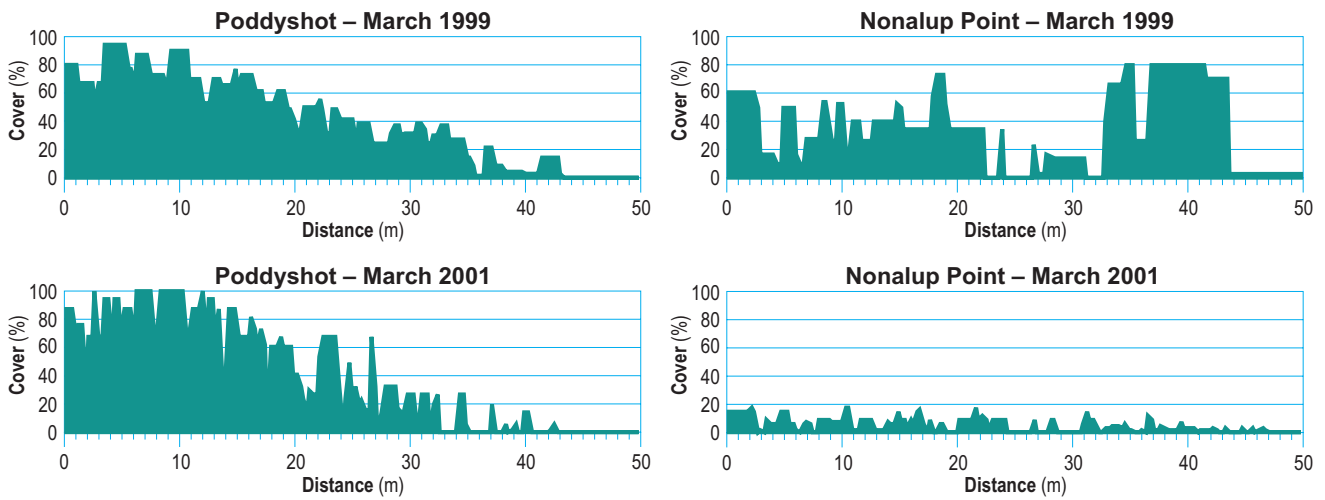 Poddyshot – March 1999
100
80
60
40
20
0
Cover (%)
0 10 20 30 40 50
Distance (m)
Nonalup Point – March 1999
100
80
60
40
20
0
Cover (%)
0 10 20 30 40 50
Distance (m)
Poddyshot – March 2001
100
80
60
40
20
0
Cover (%)
0 10 20 30 40 50
Distance (m)
Nonalup Point – March 2001
100
80
60
40
20
0
Cover (%)
0 10 20 30 40 50
Distance (m)